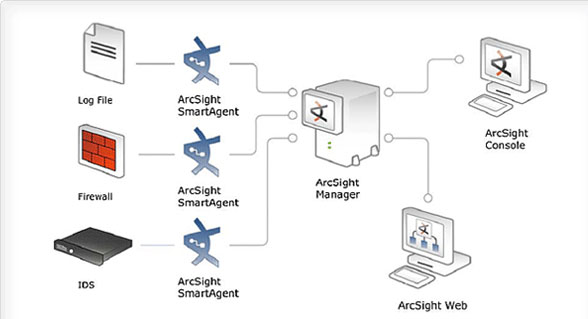 Log File
ArcSight
SmartAgent
Firewall
ArcSight
SmartAgent
IDS
ArcSight
SmartAgent
ArcSight
Manager
ArcSight
Console
ArcSight Web